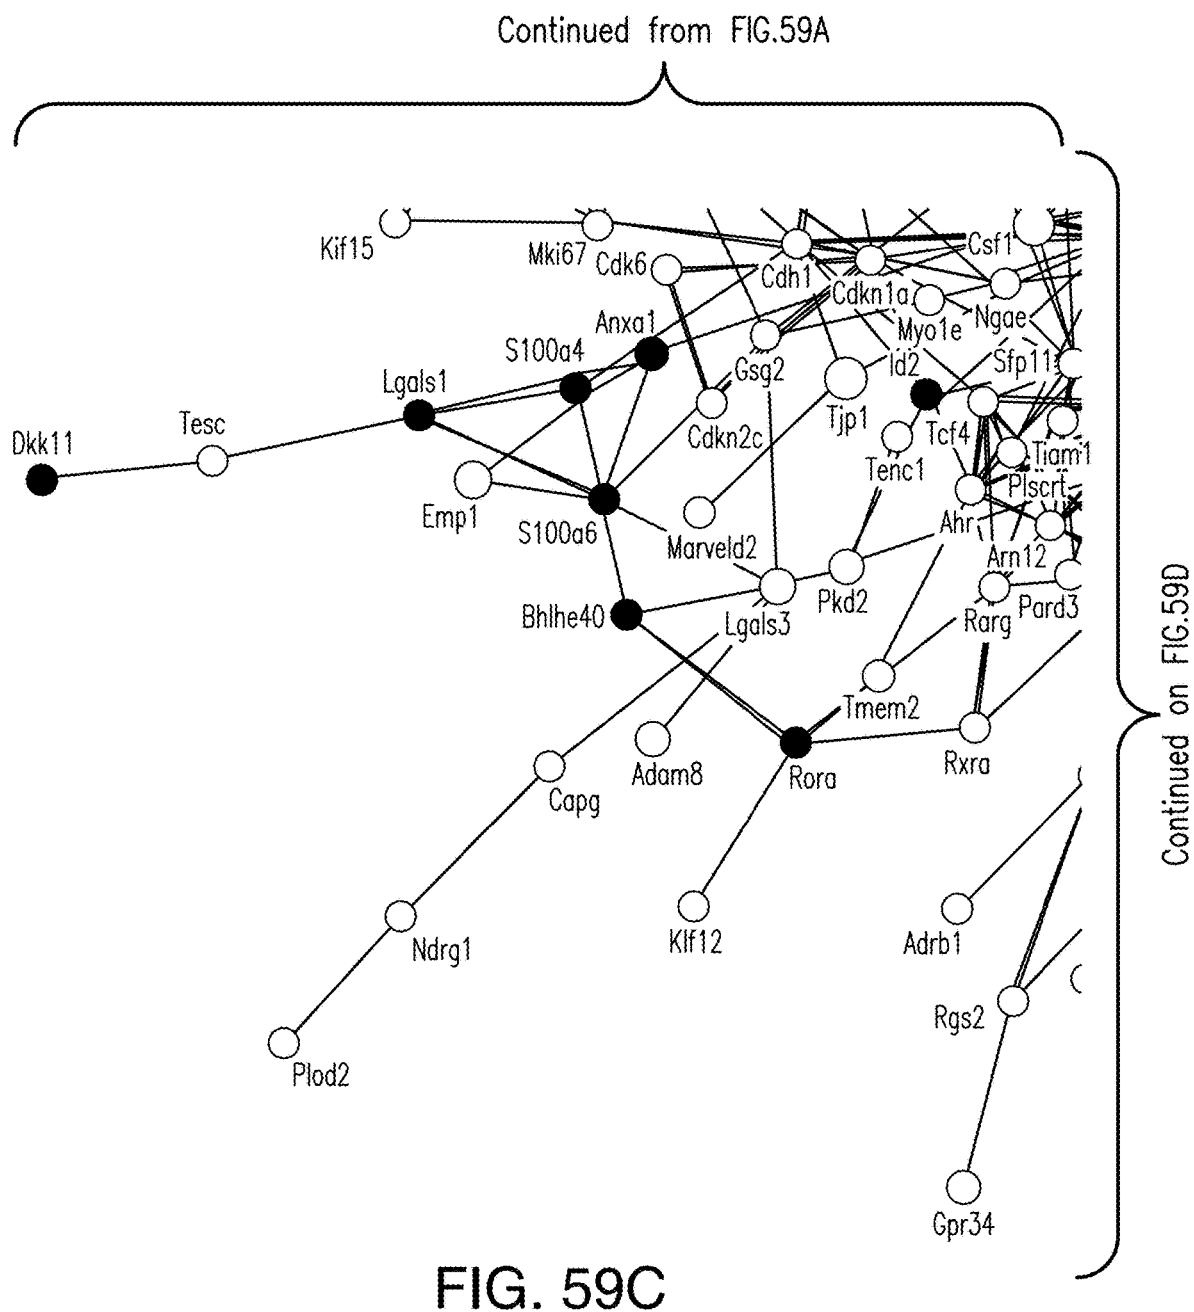 Continued from FIG.59A
Kif15
Mki67
Cdk6
Cdh1
Csf1
Cdkn1a
Myo1e
Ngae
Anxa1
S100a4
Gsg2
Id2
Sfp11
Lgals1
Tjp1
Tcf4
Tesc
Cdkn2c
Tiam1
Dkk11
Tenc1
Plscrt
Emp1
S100a6
Marveld2
Ahr
Arn12
Bhlhe40
Lgals3
Pkd2
Rarg
Pard3
Tmem2
Adam8
Rora
Rxra
Capg
Ndrg1
Klf12
Adrb1
Rgs2
Plod2
Gpr34
Continued on FIG.59D
FIG. 59C